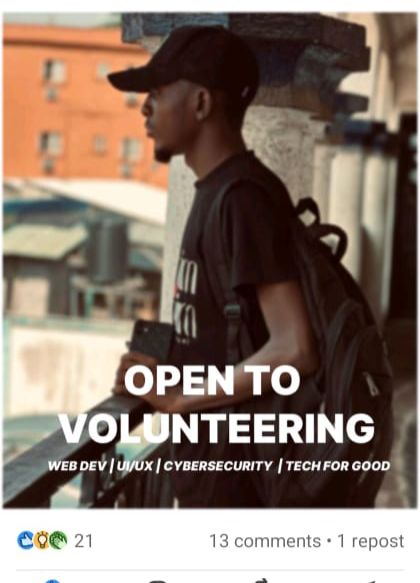 OPEN TO
VOLUNTEERING
WEB DEV | UI/UX | CYBERSECURITY | TECH FOR GOOD
21
13 comments • 1 repost